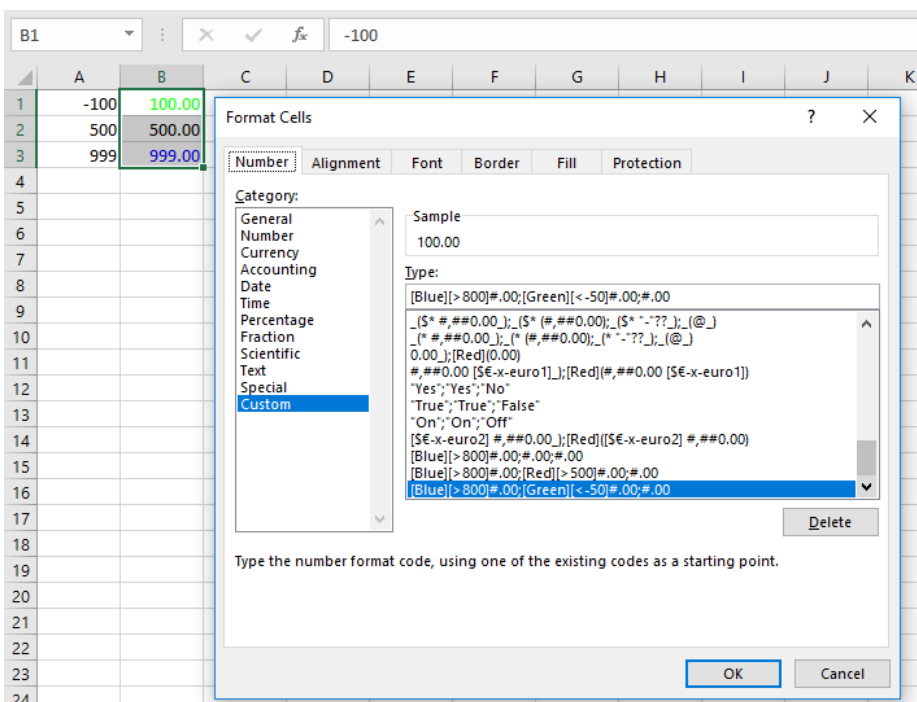 B1 fx -100
A B C D E F G H I J K
1 -100 100.00
2 500 500.00
3 999 999.00
4
5
6
7
8
9
10
11
12
13
14
15
16
17
18
19
20
21
22
23
24
Format Cells ?
Number Alignment Font Border Fill Protection
Category:
General
Number
Currency
Accounting
Date
Time
Percentage
Fraction
Scientific
Text
Special
Custom
Sample
100.00
Type:
[Blue][>800]#.00;[Green][<-50]#.00;#.00
_($* #,##0.00_);_($* (#,##0.00);_($* "-"??_);_(@_)
_(* #,##0.00_);_(* (#,##0.00);_(* "-"??_);_(@_)
0.00_);[Red](0.00)
#,##0.00 [$€-x-euro1]_);[Red](#,##0.00 [$€-x-euro1])
"Yes";"Yes";"No"
"True";"True";"False"
"On";"On";"Off"
[$€-x-euro2] #,##0.00_);[Red]([$€-x-euro2] #,##0.00)
[Blue][>800]#.00;#.00;#.00
[Blue][>800]#.00;[Red][>500]#.00;#.00
[Blue][>800]#.00;[Green][<-50]#.00;#.00
Delete
Type the number format code, using one of the existing codes as a starting point.
OK Cancel